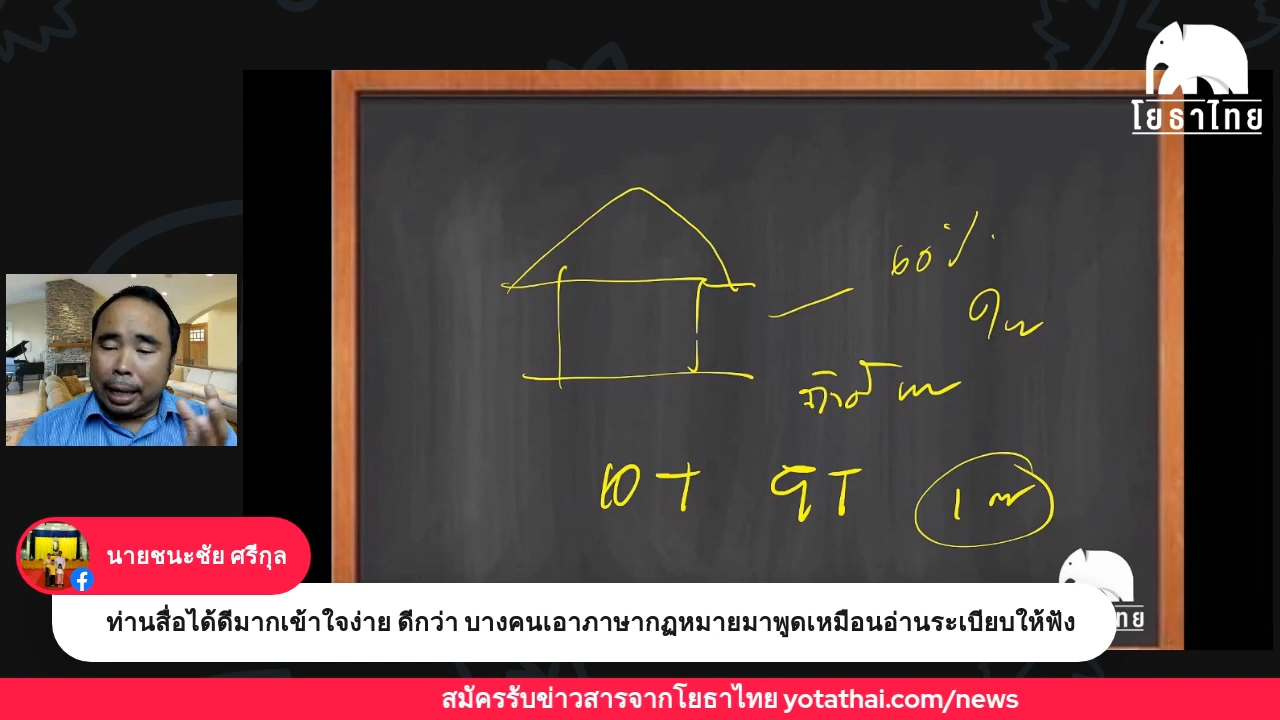 โยธาไทย
60%
10 T
9 T
นายชนะชัย ศรีกุล
ท่านสื่อได้ดีมากเข้าใจง่าย ดีกว่า บางคนเอาภาษากฎหมายมาพูดเหมือนอ่านระเบียบให้ฟัง
สมัครรับข่าวสารจากโยธาไทย yotathai.com/news